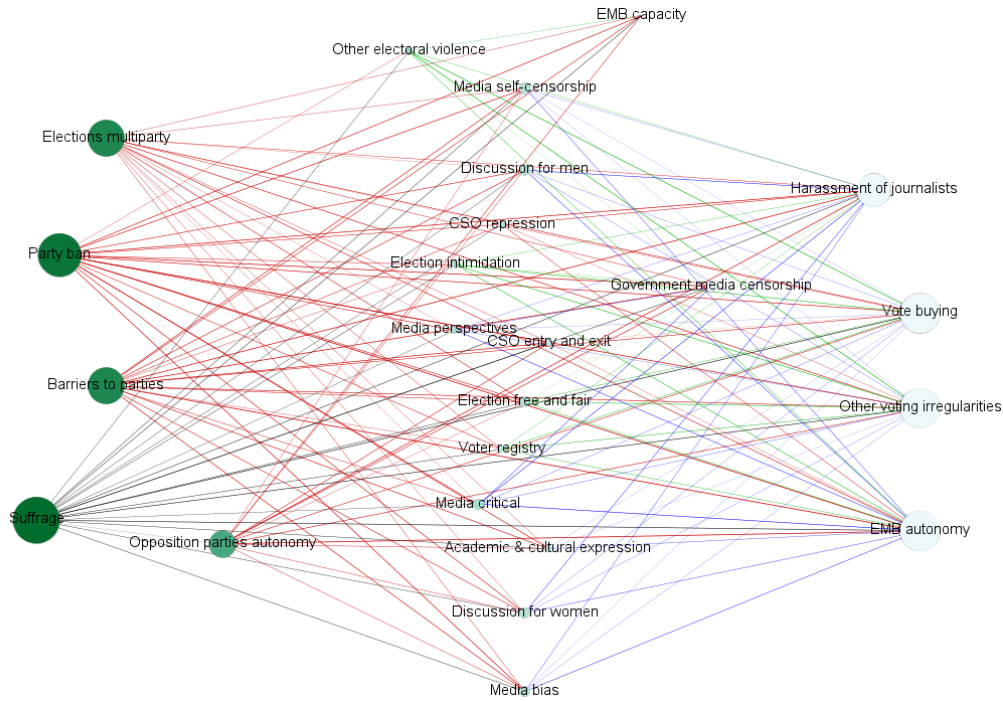 EMB capacity
Other electoral violence
Media self-censorship
Elections multiparty
Discussion for men
Harassment of journalists
CSO repression
Party ban
Election intimidation
Government media censorship
Vote buying
Media perspectives
CSO entry and exit
Barriers to parties
Election free and fair
Other voting irregularities
Voter registry
Media critical
Suffrage
EMB autonomy
Opposition parties autonomy
Academic & cultural expression
Discussion for women
Media bias